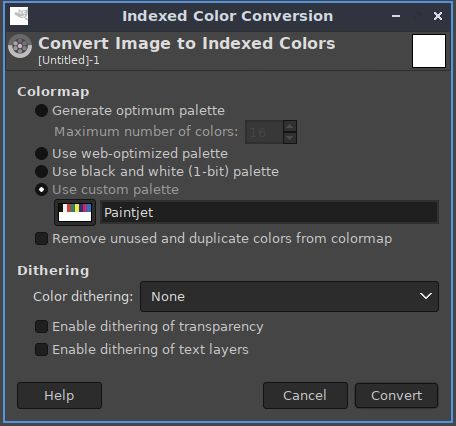 Indexed Color Conversion
Convert Image to Indexed Colors
[Untitled]-1
Colormap
Generate optimum palette
Maximum number of colors: 16
Use web-optimized palette
Use black and white (1-bit) palette
Use custom palette
Paintjet
Remove unused and duplicate colors from colormap
Dithering
Color dithering: None
Enable dithering of transparency
Enable dithering of text layers
Help Cancel Convert